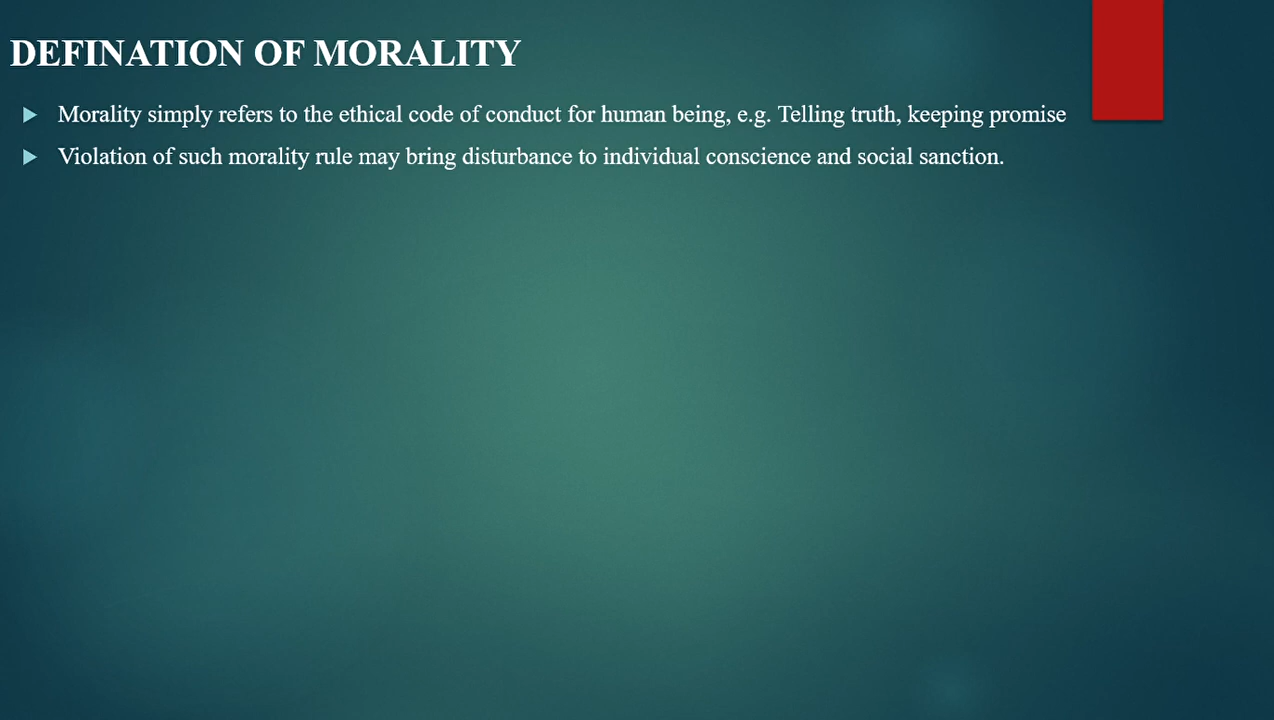 DEFINATION OF MORALITY
Morality simply refers to the ethical code of conduct for human being, e.g. Telling truth, keeping promise
Violation of such morality rule may bring disturbance to individual conscience and social sanction.